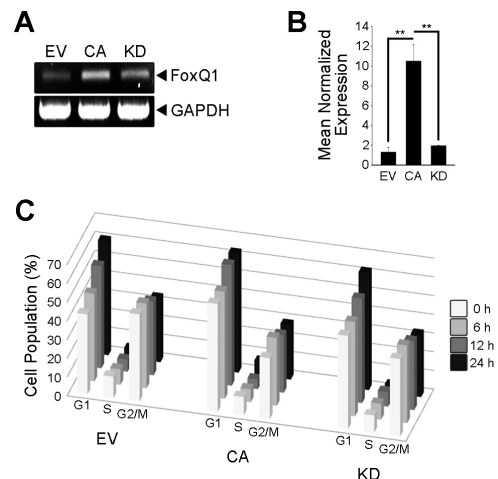 A
EV CA KD
FoxQ1
GAPDH
B
Mean Normalized
Expression
14
12
10
8
6
4
2
0
** **
EV CA KD
C
Cell Population (%)
70
60
50
40
30
20
10
0
G1 S G2/M
G1 S G2/M
G1 S G2/M
EV
CA
KD
0 h
6 h
12 h
24 h